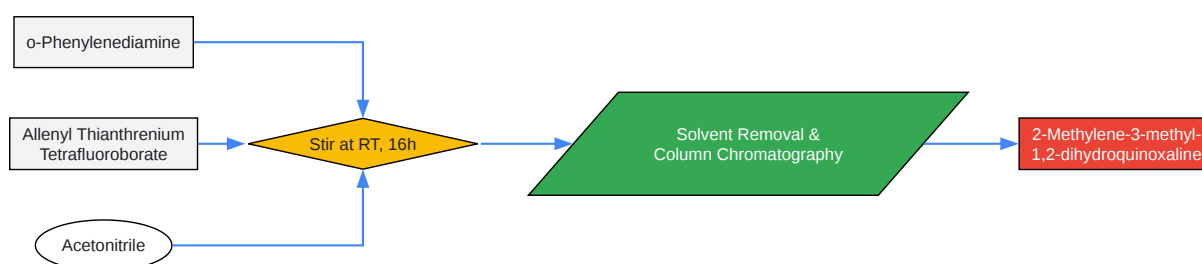 o-Phenylenediamine
Allenyl Thianthrenium
Tetrafluoroborate
Acetonitrile
Stir at RT, 16h
Solvent Removal &
Column Chromatography
2-Methylene-3-methyl-
1,2-dihydroquinoxaline